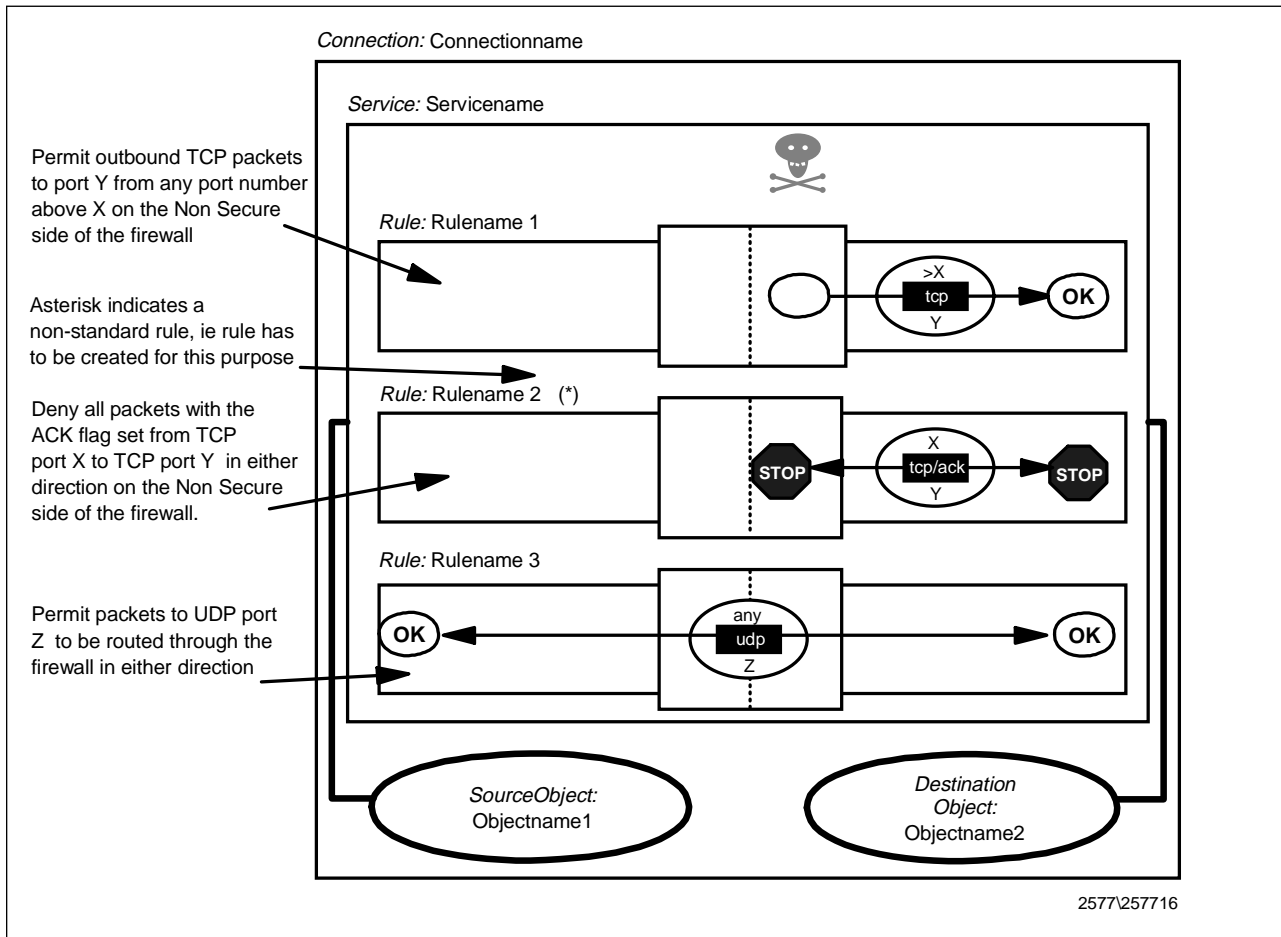 Connection: Connectionname
Service: Servicename
Permit outbound TCP packets
to port Y from any port number
above X on the Non Secure
side of the firewall
Rule: Rulename 1
>X
tcp
Y
OK
Asterisk indicates a
non-standard rule, ie rule has
to be created for this purpose
Rule: Rulename 2 (*)
Deny all packets with the
ACK flag set from TCP
port X to TCP port Y in either
direction on the Non Secure
side of the firewall.
STOP
X
tcp/ack
Y
STOP
Rule: Rulename 3
Permit packets to UDP port
Z to be routed through the
firewall in either direction
OK
any
udp
Z
OK
SourceObject:
Objectname1
Destination
Object:
Objectname2
2577\257716